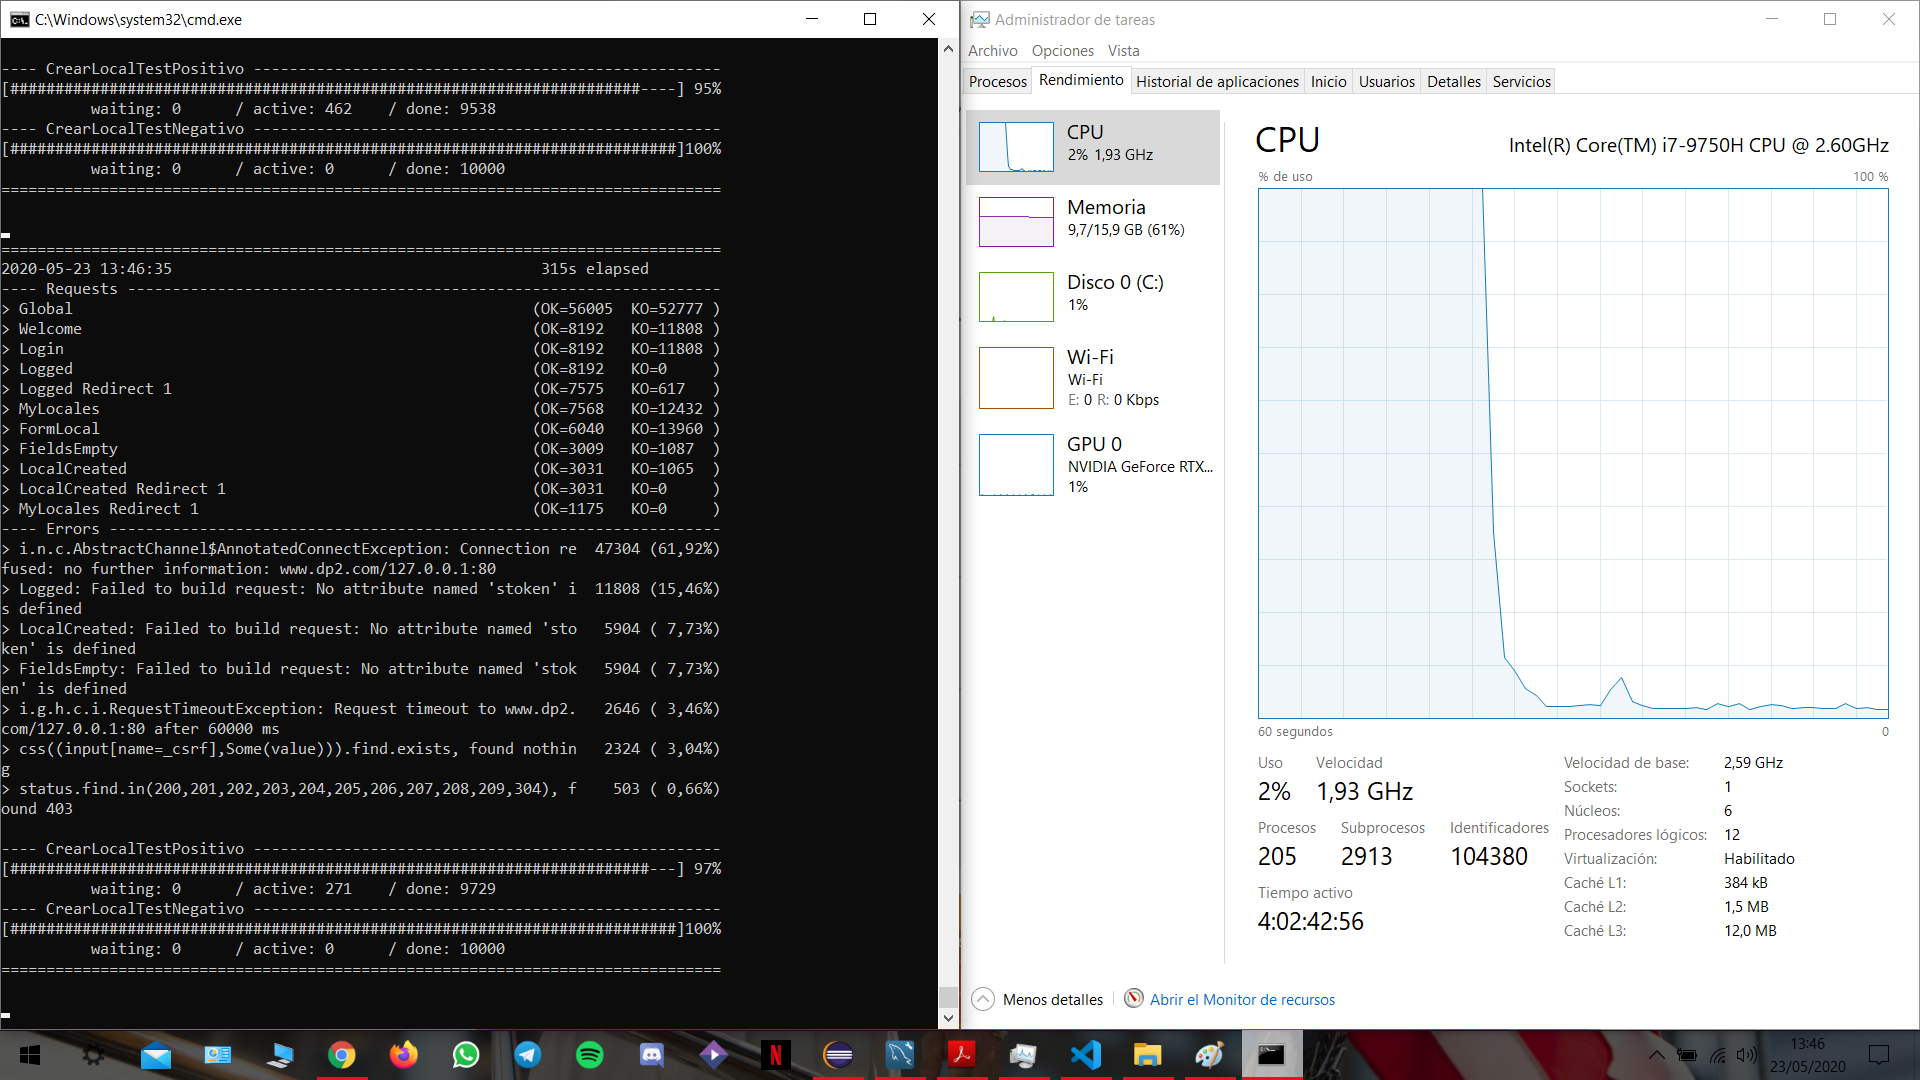 C:\Windows\system32\cmd.exe
---- CrearLocalTestPositivo ----------------------------------------------------
[######################################################################----] 95%
waiting: 0 / active: 462 / done: 9538
---- CrearLocalTestNegativo ----------------------------------------------------
[##########################################################################]100%
waiting: 0 / active: 0 / done: 10000
================================================================================
================================================================================
2020-05-23 13:46:35 315s elapsed
---- Requests ------------------------------------------------------------------
> Global (OK=56005 KO=52777 )
> Welcome (OK=8192 KO=11808 )
> Login (OK=8192 KO=11808 )
> Logged (OK=8192 KO=0 )
> Logged Redirect 1 (OK=7575 KO=617 )
> MyLocales (OK=7568 KO=12432 )
> FormLocal (OK=6040 KO=13960 )
> FieldsEmpty (OK=3009 KO=1087 )
> LocalCreated (OK=3031 KO=1065 )
> LocalCreated Redirect 1 (OK=3031 KO=0 )
> MyLocales Redirect 1 (OK=1175 KO=0 )
---- Errors --------------------------------------------------------------------
> i.n.c.AbstractChannel$AnnotatedConnectException: Connection re 47304 (61,92%)
fused: no further information: www.dp2.com/127.0.0.1:80
> Logged: Failed to build request: No attribute named 'stoken' i 11808 (15,46%)
s defined
> LocalCreated: Failed to build request: No attribute named 'sto 5904 ( 7,73%)
ken' is defined
> FieldsEmpty: Failed to build request: No attribute named 'stok 5904 ( 7,73%)
en' is defined
> i.g.h.c.i.RequestTimeoutException: Request timeout to www.dp2. 2646 ( 3,46%)
com/127.0.0.1:80 after 60000 ms
> css((input[name=_csrf],Some(value))).find.exists, found nothin 2324 ( 3,04%)
g
> status.find.in(200,201,202,203,204,205,206,207,208,209,304), f 503 ( 0,66%)
ound 403
---- CrearLocalTestPositivo ----------------------------------------------------
[#######################################################################---] 97%
waiting: 0 / active: 271 / done: 9729
---- CrearLocalTestNegativo ----------------------------------------------------
[##########################################################################]100%
waiting: 0 / active: 0 / done: 10000
================================================================================
Administrador de tareas
Archivo Opciones Vista
Procesos Rendimiento Historial de aplicaciones Inicio Usuarios Detalles Servicios
CPU
2% 1,93 GHz
Memoria
9,7/15,9 GB (61%)
Disco 0 (C:)
1%
Wi-Fi
Wi-Fi
E: 0 R: 0 Kbps
GPU 0
NVIDIA GeForce RTX...
1%
CPU Intel(R) Core(TM) i7-9750H CPU @ 2.60GHz
% de uso 100 %
60 segundos 0
Uso Velocidad
2% 1,93 GHz
Procesos Subprocesos Identificadores
205 2913 104380
Tiempo activo
4:02:42:56
Velocidad de base: 2,59 GHz
Sockets: 1
Núcleos: 6
Procesadores lógicos: 12
Virtualización: Habilitado
Caché L1: 384 kB
Caché L2: 1,5 MB
Caché L3: 12,0 MB
Menos detalles Abrir el Monitor de recursos
13:46
23/05/2020